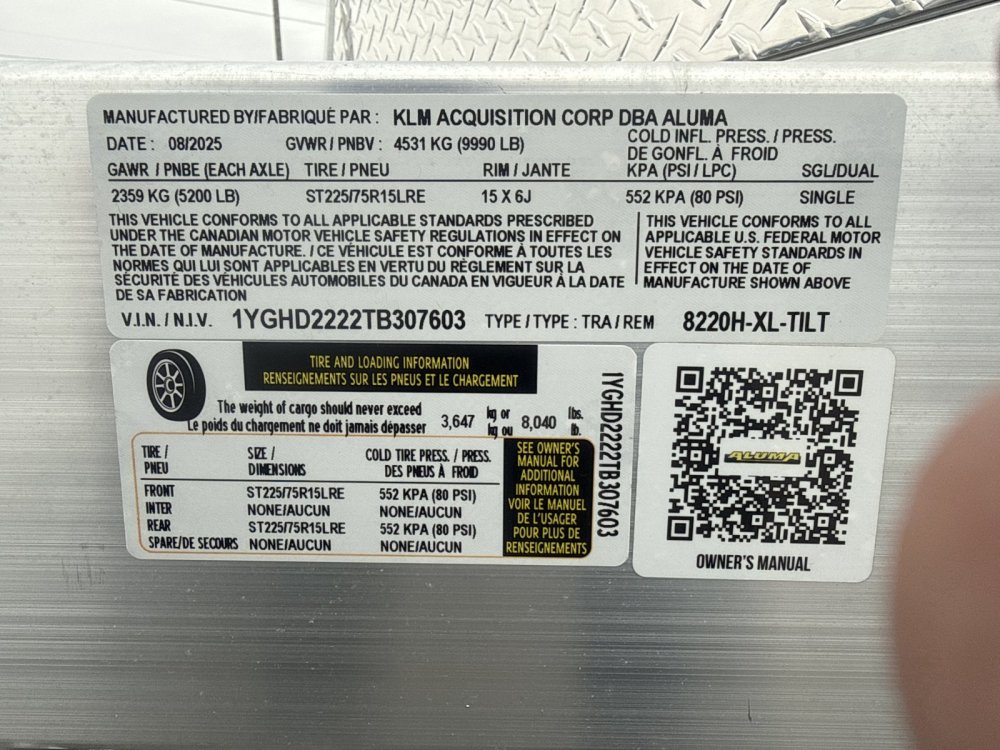 MANUFACTURED BY/FABRIQUÉ PAR : KLM ACQUISITION CORP DBA ALUMA
DATE : 08/2025 GVWR / PNBV : 4531 KG (9990 LB) COLD INFL. PRESS. / PRESS.
DE GONFL. À FROID
GAWR / PNBE (EACH AXLE) TIRE / PNEU RIM / JANTE KPA (PSI / LPC) SGL/DUAL
2359 KG (5200 LB) ST225/75R15LRE 15 X 6J 552 KPA (80 PSI) SINGLE
THIS VEHICLE CONFORMS TO ALL APPLICABLE STANDARDS PRESCRIBED
UNDER THE CANADIAN MOTOR VEHICLE SAFETY REGULATIONS IN EFFECT ON
THE DATE OF MANUFACTURE. / CE VÉHICULE EST CONFORME À TOUTES LES
NORMES QUI LUI SONT APPLICABLES EN VERTU DU RÈGLEMENT SUR LA
SÉCURITÉ DES VÉHICULES AUTOMOBILES DU CANADA EN VIGUEUR À LA DATE
DE SA FABRICATION
THIS VEHICLE CONFORMS TO ALL
APPLICABLE U.S. FEDERAL MOTOR
VEHICLE SAFETY STANDARDS IN
EFFECT ON THE DATE OF
MANUFACTURE SHOWN ABOVE
V.I.N. / N.I.V. 1YGHD2222TB307603 TYPE / TYPE : TRA / REM 8220H-XL-TILT
TIRE AND LOADING INFORMATION
RENSEIGNEMENTS SUR LES PNEUS ET LE CHARGEMENT
The weight of cargo should never exceed
Le poids du chargement ne doit jamais dépasser
3,647 kg or 8,040 lbs.
kg ou lb.
TIRE / SIZE / COLD TIRE PRESS. / PRESS.
PNEU DIMENSIONS DES PNEUS À FROID
FRONT ST225/75R15LRE 552 KPA (80 PSI)
INTER NONE/AUCUN NONE/AUCUN
REAR ST225/75R15LRE 552 KPA (80 PSI)
SPARE/DE SECOURS NONE/AUCUN NONE/AUCUN
SEE OWNER'S
MANUAL FOR
ADDITIONAL
INFORMATION
VOIR LE MANUEL
DE L'USAGER
POUR PLUS DE
RENSEIGNEMENTS
1YGHD2222TB307603
ALUMA
OWNER'S MANUAL